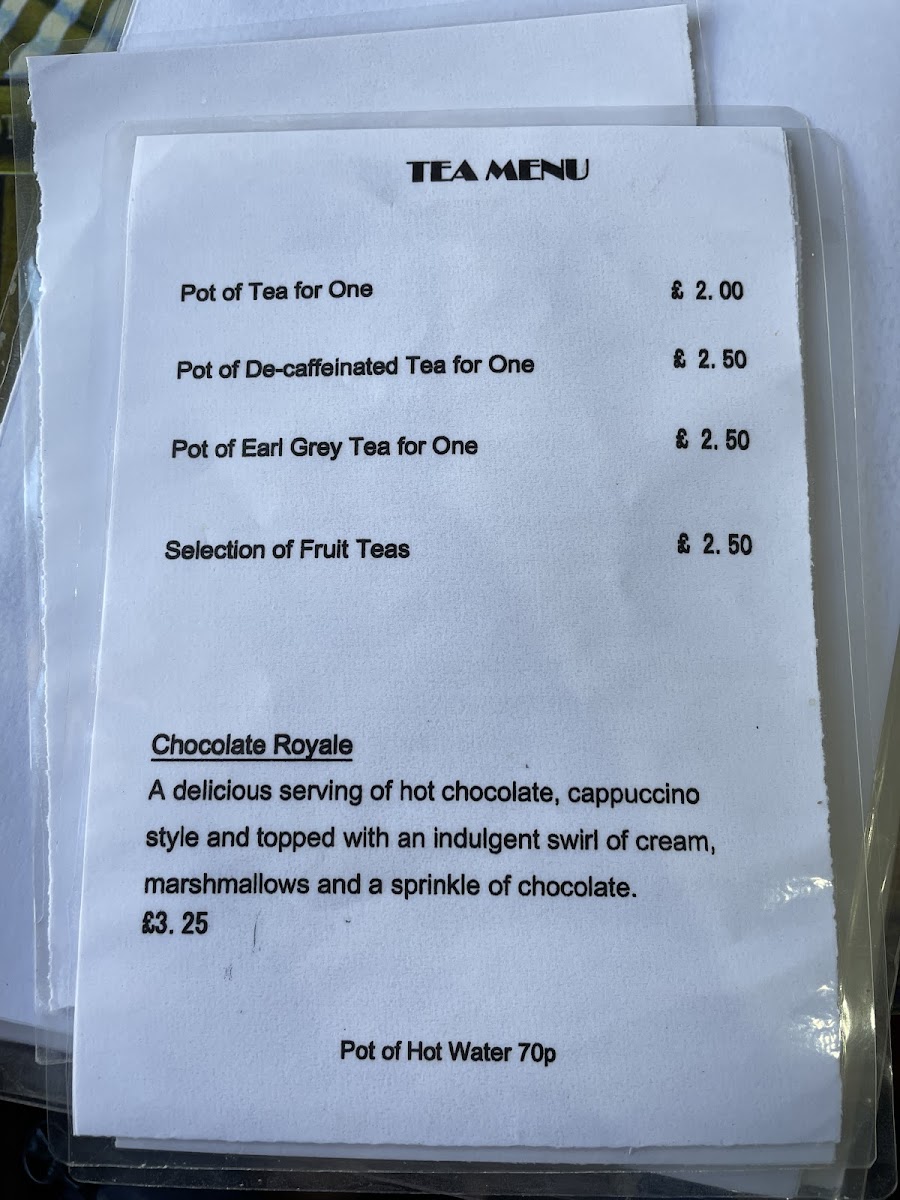 TEA MENU
Pot of Tea for One £ 2.00
Pot of De-caffeinated Tea for One £ 2.50
Pot of Earl Grey Tea for One £ 2.50
Selection of Fruit Teas £ 2.50
Chocolate Royale
A delicious serving of hot chocolate, cappuccino
style and topped with an indulgent swirl of cream,
marshmallows and a sprinkle of chocolate.
£3.25
Pot of Hot Water 70p